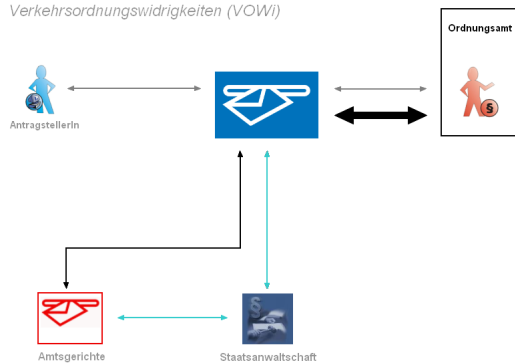 Verkehrsordnungswidrigkeiten (VOWi)
Ordnungsamt
§
AntragstellerIn
§
§
Amtsgerichte
Staatsanwaltschaft